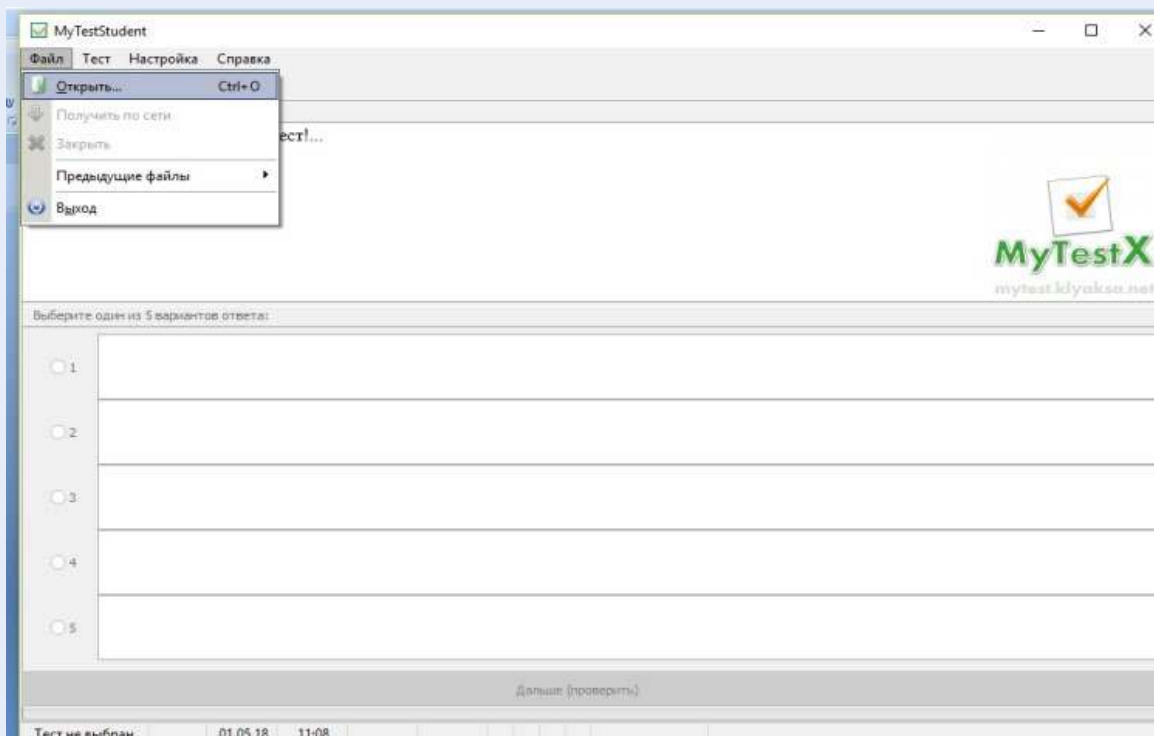 MyTestStudent
Файл Тест Настройка Справка
Открыть... Ctrl+O
Получить по сети
Закрыть
Предыдущие файлы
Выход
ест!...
MyTestX
mytest.klyaksa.net
Выберите один из 5 вариантов ответа:
1
2
3
4
5
Дальше (проверить)
Тест не выбран 01.05.18 11:08